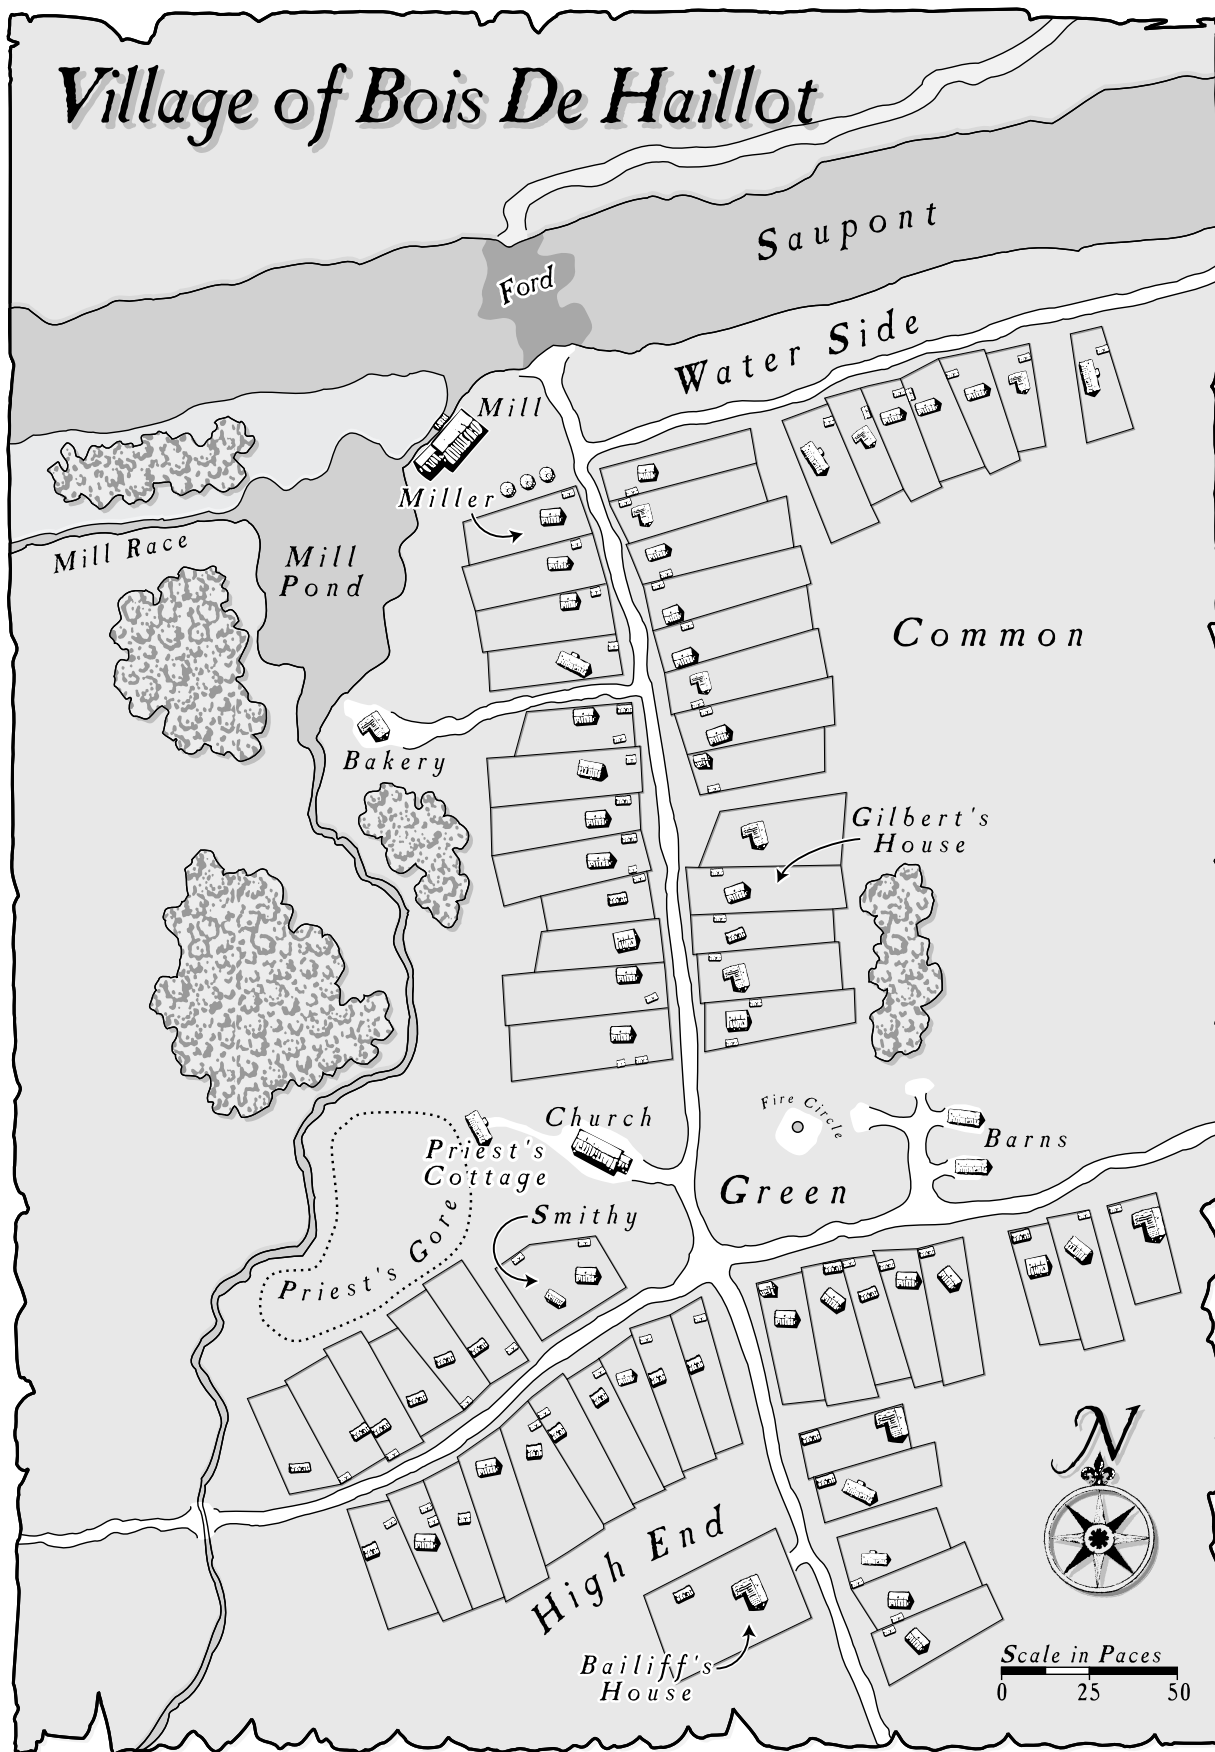 Village of Bois De Haillot
Saupont
Ford
Water Side
Mill
Miller
Mill Race
Mill
Pond
Common
Bakery
Gilbert's
House
Fire Circle
Church
Barns
Priest's
Cottage
Green
Smithy
Priest's Gore
N
High End
Scale in Paces
0 25 50
Bailiff's
House